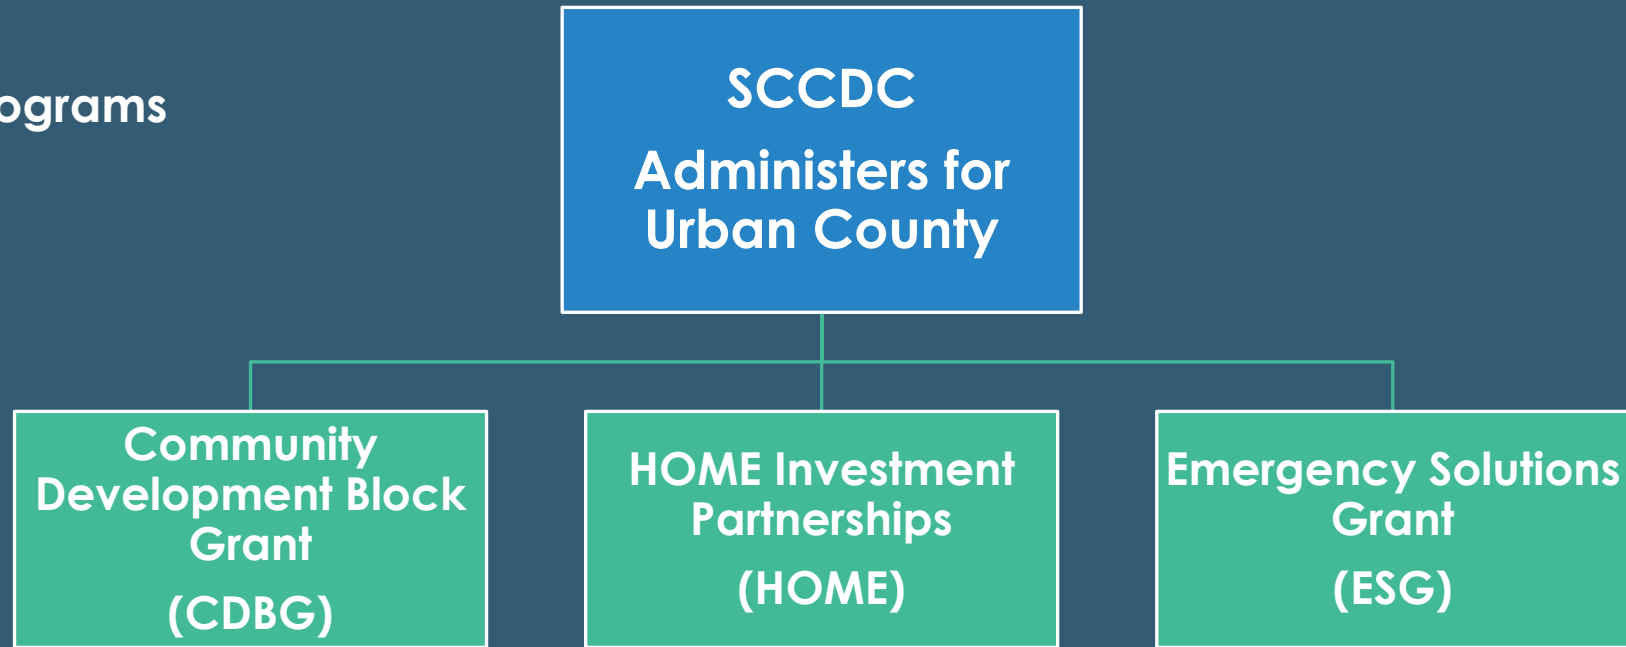 ograms
SCCDC
Administers for
Urban County
Community
Development Block
Grant
(CDBG)
HOME Investment
Partnerships
(HOME)
Emergency Solutions
Grant
(ESG)